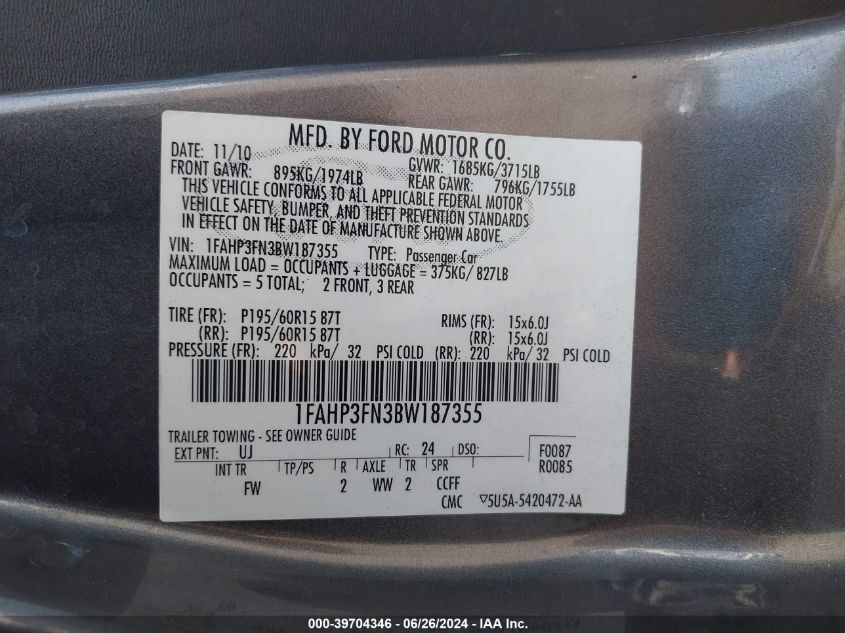 MFD. BY FORD MOTOR CO.
DATE: 11/10 GVWR: 1685KG/3715LB
FRONT GAWR: 895KG/1974LB REAR GAWR: 796KG/1755LB
THIS VEHICLE CONFORMS TO ALL APPLICABLE FEDERAL MOTOR
VEHICLE SAFETY, BUMPER, AND THEFT PREVENTION STANDARDS
IN EFFECT ON THE DATE OF MANUFACTURE SHOWN ABOVE.
VIN: 1FAHP3FN3BW187355 TYPE: Passenger Car
MAXIMUM LOAD = OCCUPANTS + LUGGAGE = 375KG/ 827LB
OCCUPANTS = 5 TOTAL; 2 FRONT, 3 REAR
TIRE (FR): P195/60R15 87T RIMS (FR): 15x6.0J
(RR): P195/60R15 87T (RR): 15x6.0J
PRESSURE (FR): 220 kPa/ 32 PSI COLD (RR): 220 kPa/ 32 PSI COLD
1FAHP3FN3BW187355
TRAILER TOWING - SEE OWNER GUIDE
EXT PNT: UJ RC: 24 DSO: F0087
R0085
INT TR TP/PS R AXLE TR SPR
FW 2 WW 2 CCFF
CMC ▽5U5A-5420472-AA
000-39704346 - 06/26/2024 - IAA Inc.